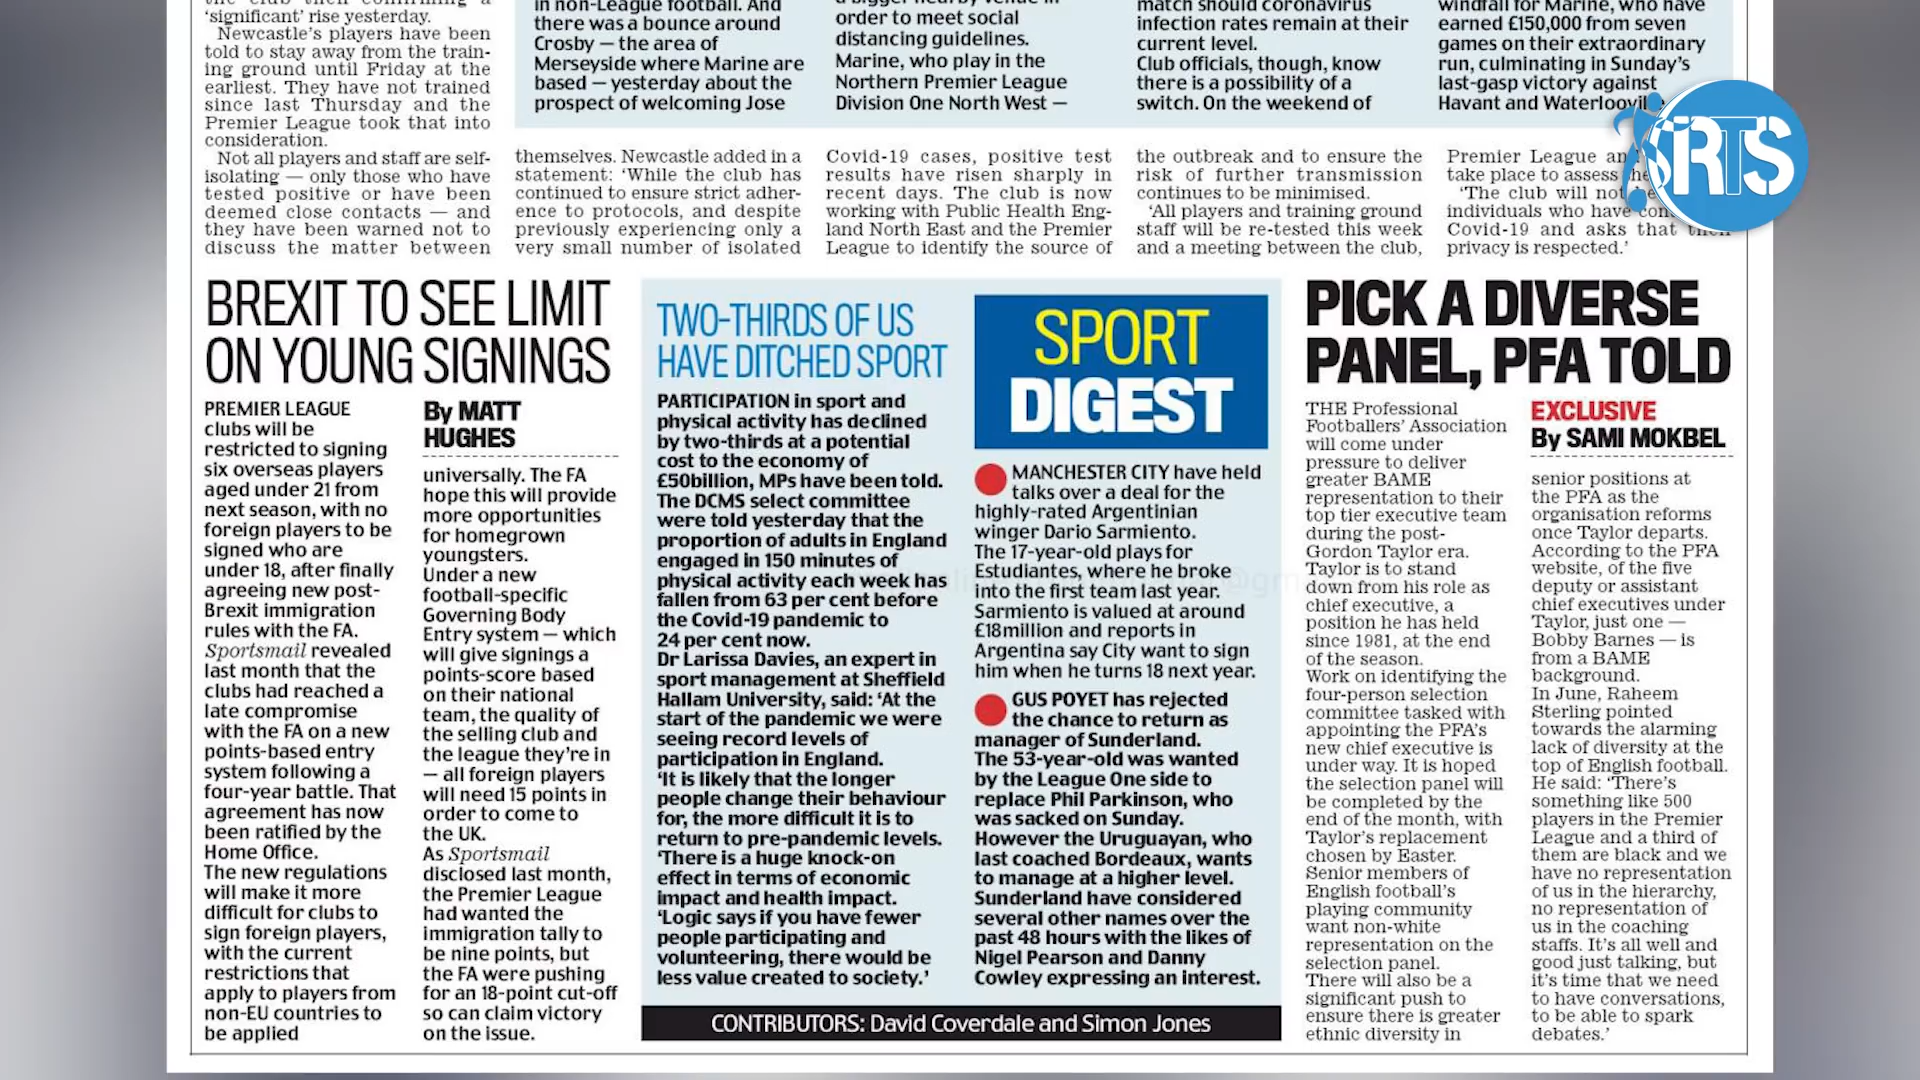 'significant' rise yesterday.
Newcastle's players have been
told to stay away from the train-
ing ground until Friday at the
earliest. They have not trained
since last Thursday and the
Premier League took that into
consideration.
Not all players and staff are self-
isolating — only those who have
tested positive or have been
deemed close contacts — and
they have been warned not to
discuss the matter between
in non-League football. And
there was a bounce around
Crosby — the area of
Merseyside where Marine are
based — yesterday about the
prospect of welcoming Jose
a bigger nearby venue in
order to meet social
distancing guidelines.
Marine, who play in the
Northern Premier League
Division One North West —
match should coronavirus
infection rates remain at their
current level.
Club officials, though, know
there is a possibility of a
switch. On the weekend of
windfall for Marine, who have
earned £150,000 from seven
games on their extraordinary
run, culminating in Sunday's
last-gasp victory against
Havant and
themselves. Newcastle added in a
statement: 'While the club has
continued to ensure strict adher-
ence to protocols, and despite
previously experiencing only a
very small number of isolated
Covid-19 cases, positive test
results have risen sharply in
recent days. The club is now
working with Public Health Eng-
land North East and the Premier
League to identify the source of
the outbreak and to ensure the
risk of further transmission
continues to be minimised.
'All players and training ground
staff will be re-tested this week
and a meeting between the club,
Premier League
take place to assess
'The club will not
individuals who have
Covid-19 and asks that their
privacy is respected.'
RTS
BREXIT TO SEE LIMIT
ON YOUNG SIGNINGS
By MATT
HUGHES
PREMIER LEAGUE
clubs will be
restricted to signing
six overseas players
aged under 21 from
next season, with no
foreign players to be
signed who are
under 18, after finally
agreeing new post-
Brexit immigration
rules with the FA.
Sportsmail revealed
last month that the
clubs had reached a
late compromise
with the FA on a new
points-based entry
system following a
four-year battle. That
agreement has now
been ratified by the
Home Office.
The new regulations
will make it more
difficult for clubs to
sign foreign players,
with the current
restrictions that
apply to players from
non-EU countries to
be applied
universally. The FA
hope this will provide
more opportunities
for homegrown
youngsters.
Under a new
football-specific
Governing Body
Entry system — which
will give signings a
points-score based
on their national
team, the quality of
the selling club and
the league they're in
— all foreign players
will need 15 points in
order to come to
the UK.
As Sportsmail
disclosed last month,
the Premier League
had wanted the
immigration tally to
be nine points, but
the FA were pushing
for an 18-point cut-off
so can claim victory
on the issue.
TWO-THIRDS OF US
HAVE DITCHED SPORT
PARTICIPATION in sport and
physical activity has declined
by two-thirds at a potential
cost to the economy of
£50billion, MPs have been told.
The DCMS select committee
were told yesterday that the
proportion of adults in England
engaged in 150 minutes of
physical activity each week has
fallen from 63 per cent before
the Covid-19 pandemic to
24 per cent now.
Dr Larissa Davies, an expert in
sport management at Sheffield
Hallam University, said: 'At the
start of the pandemic we were
seeing record levels of
participation in England.
'It is likely that the longer
people change their behaviour
for, the more difficult it is to
return to pre-pandemic levels.
'There is a huge knock-on
effect in terms of economic
impact and health impact.
'Logic says if you have fewer
people participating and
volunteering, there would be
less value created to society.'
SPORT
DIGEST
MANCHESTER CITY have held
talks over a deal for the
highly-rated Argentinian
winger Dario Sarmiento.
The 17-year-old plays for
Estudiantes, where he broke
into the first team last year.
Sarmiento is valued at around
£18million and reports in
Argentina say City want to sign
him when he turns 18 next year.
GUS POYET has rejected
the chance to return as
manager of Sunderland.
The 53-year-old was wanted
by the League One side to
replace Phil Parkinson, who
was sacked on Sunday.
However the Uruguayan, who
last coached Bordeaux, wants
to manage at a higher level.
Sunderland have considered
several other names over the
past 48 hours with the likes of
Nigel Pearson and Danny
Cowley expressing an interest.
CONTRIBUTORS: David Coverdale and Simon Jones
PICK A DIVERSE
PANEL, PFA TOLD
EXCLUSIVE
By SAMI MOKBEL
THE Professional
Footballers' Association
will come under
pressure to deliver
greater BAME
representation to their
top tier executive team
during the post-
Gordon Taylor era.
Taylor is to stand
down from his role as
chief executive, a
position he has held
since 1981, at the end
of the season.
Work on identifying the
four-person selection
committee tasked with
appointing the PFA's
new chief executive is
under way. It is hoped
the selection panel will
be completed by the
end of the month, with
Taylor's replacement
chosen by Easter.
Senior members of
English football's
playing community
want non-white
representation on the
selection panel.
There will also be a
significant push to
ensure there is greater
ethnic diversity in
senior positions at
the PFA as the
organisation reforms
once Taylor departs.
According to the PFA
website, of the five
deputy or assistant
chief executives under
Taylor, just one —
Bobby Barnes — is
from a BAME
background.
In June, Raheem
Sterling pointed
towards the alarming
lack of diversity at the
top of English football.
He said: 'There's
something like 500
players in the Premier
League and a third of
them are black and we
have no representation
of us in the hierarchy,
no representation of
us in the coaching
staffs. It's all well and
good just talking, but
it's time that we need
to have conversations,
to be able to spark
debates.'